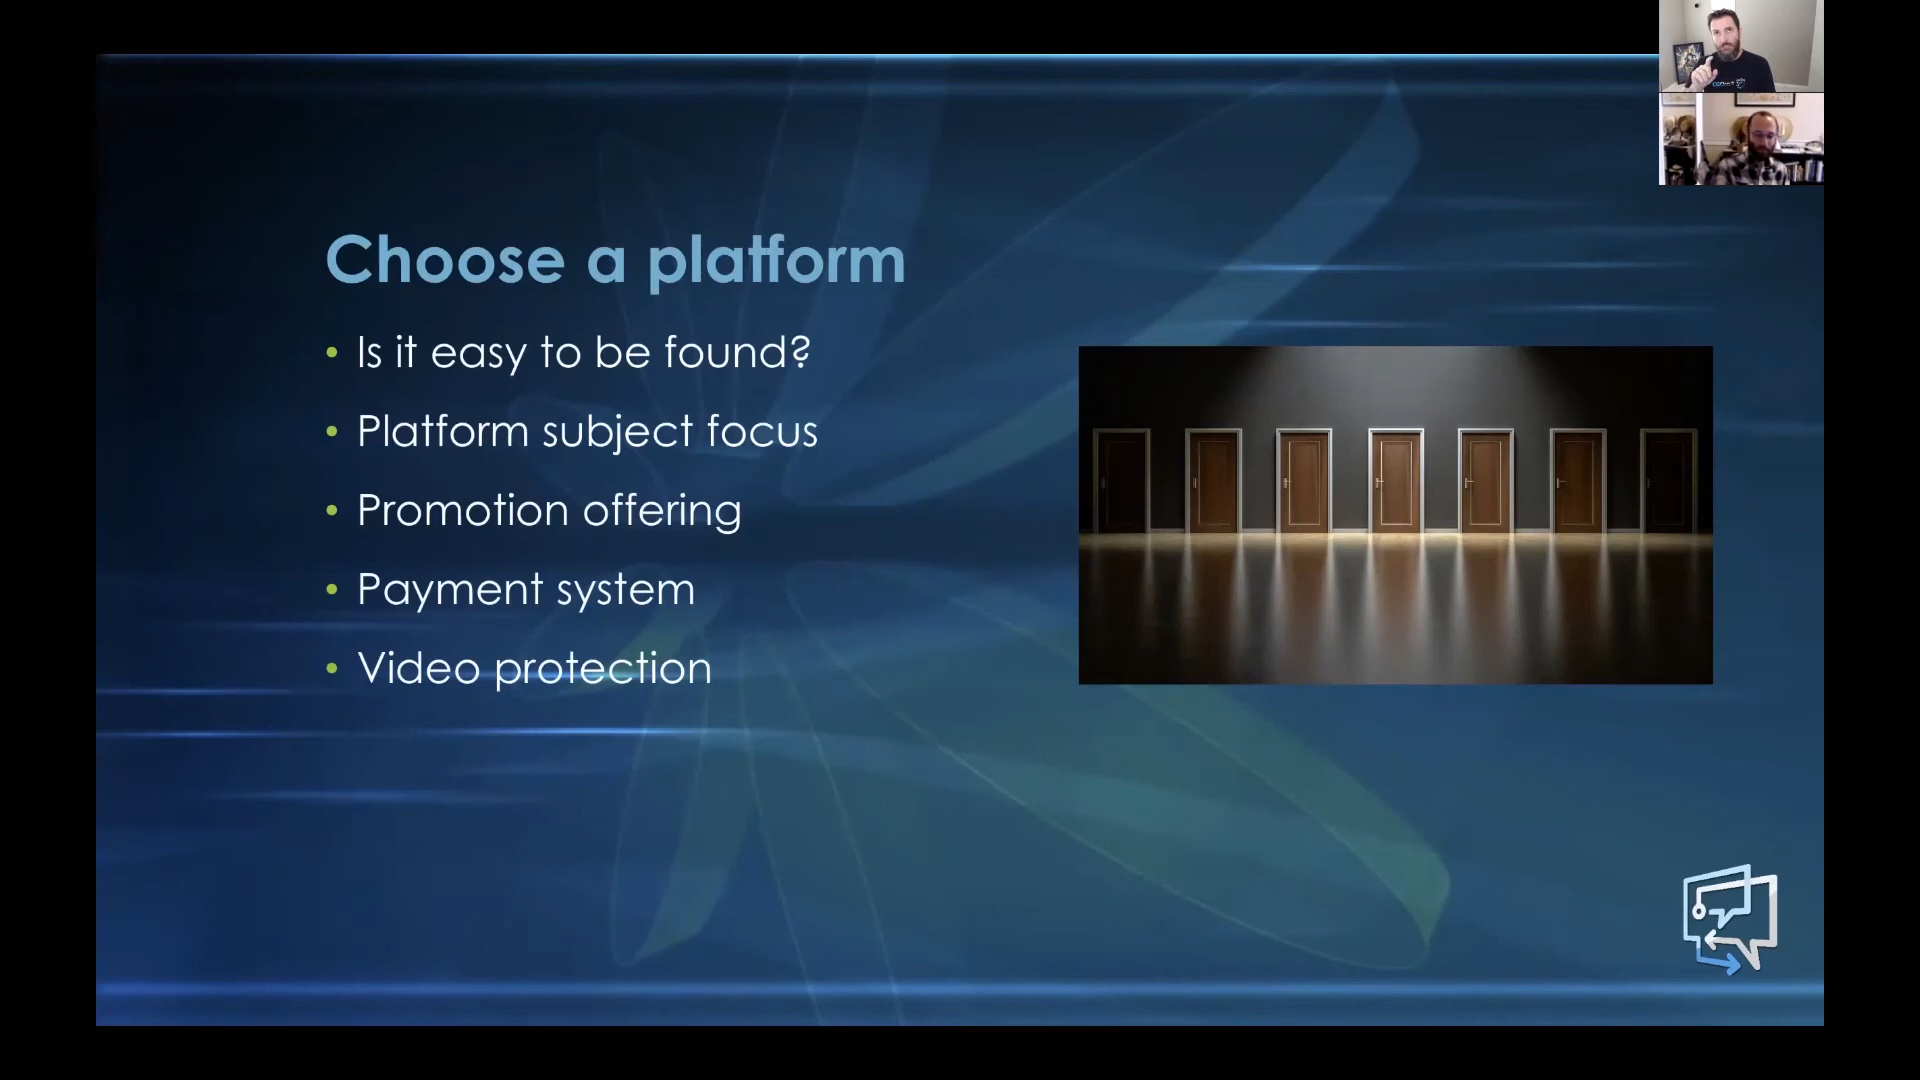 Choose a platform
• Is it easy to be found?
• Platform subject focus
• Promotion offering
• Payment system
• Video protection